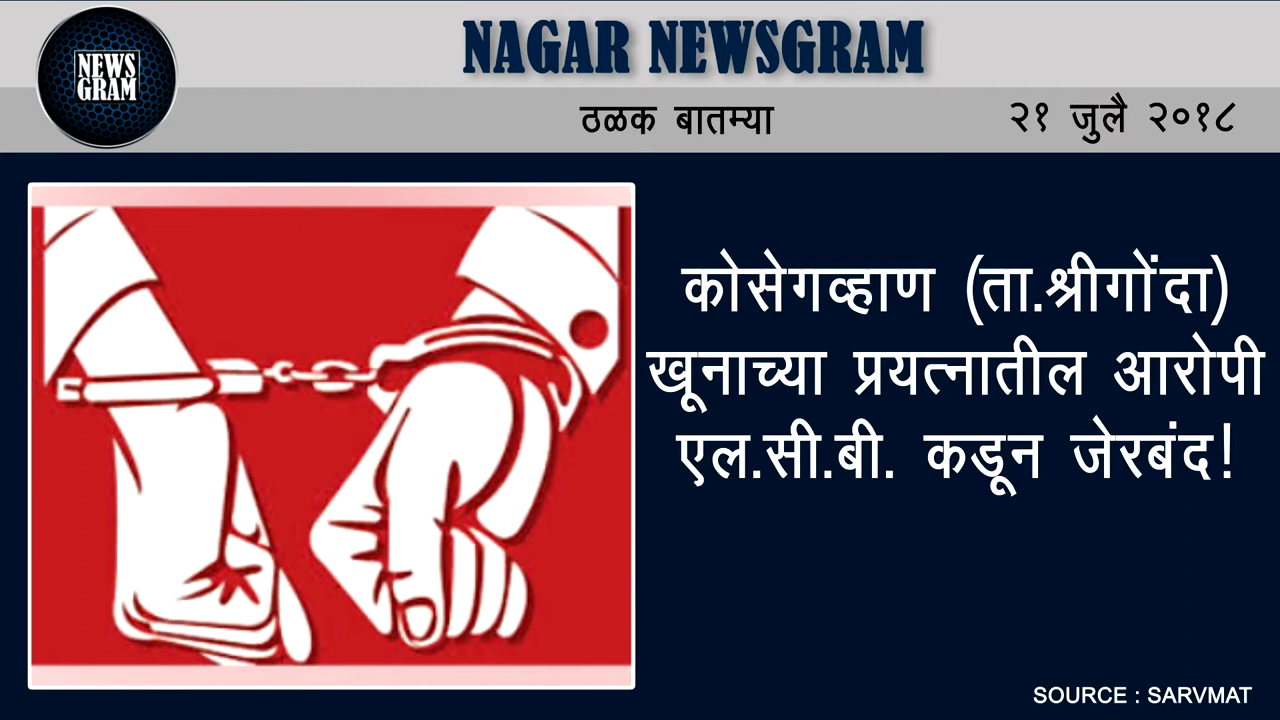 NEWS
GRAM
NAGAR NEWSGRAM
ठळक बातम्या
२१ जुलै २०१८
कोसेगव्हाण (ता.श्रीगोंदा)
खूनाच्या प्रयत्नातील आरोपी
एल.सी.बी. कडून जेरबंद!
SOURCE : SARVMAT